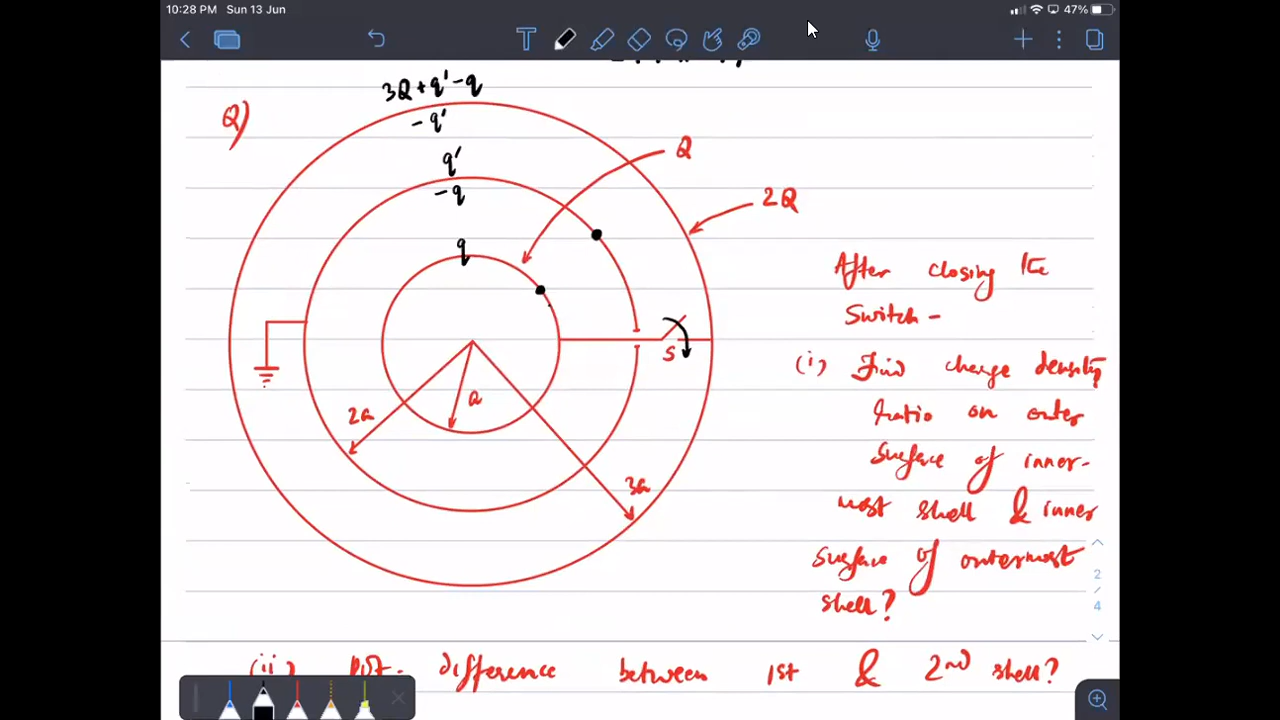 10:28 PM Sun 13 Jun
47%
T
3Q + q' - q
Q)
- q'
q'
Q
- q
2Q
q
After closing the
Switch -
S
(i) Find charge density
ratio on outer
2a
a
surface of inner-
3a
most shell & inner
surface of outermost
2
/
4
shell?
(ii) Pot. difference between 1st & 2nd shell?